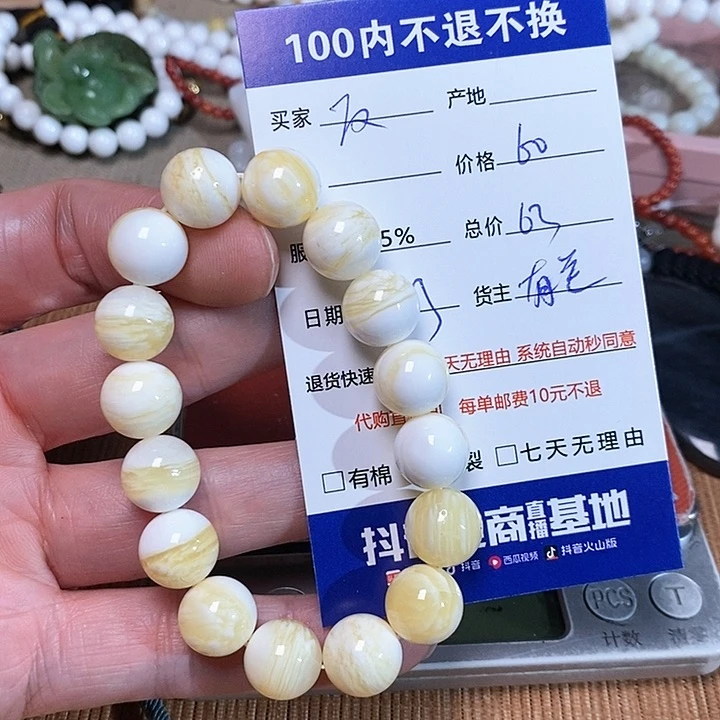 100内不退不换
买家 产地
价格 60
服 5% 总价 63
日期 货主
退货快速 天无理由 系统自动秒同意
代购 每单邮费10元不退
□有棉 裂 □七天无理由
抖 商直播基地
抖音 西瓜视频 抖音火山版
PCS T
计数 清零